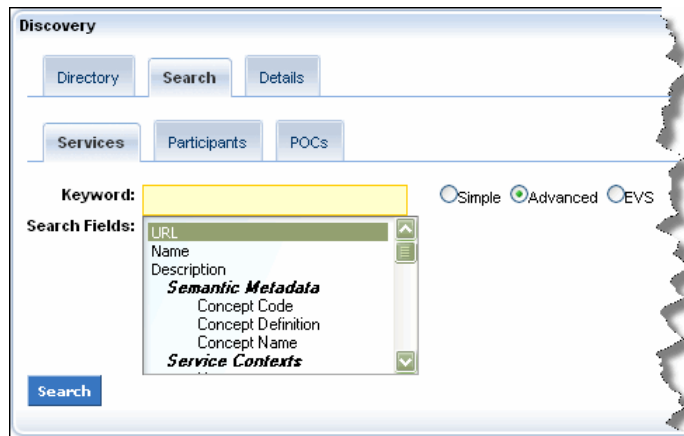 Discovery
Directory Search Details
Services Participants POCs
Keyword: Simple Advanced EVS
Search Fields: URL
Name
Description
Semantic Metadata
Concept Code
Concept Definition
Concept Name
Service Contexts
Search